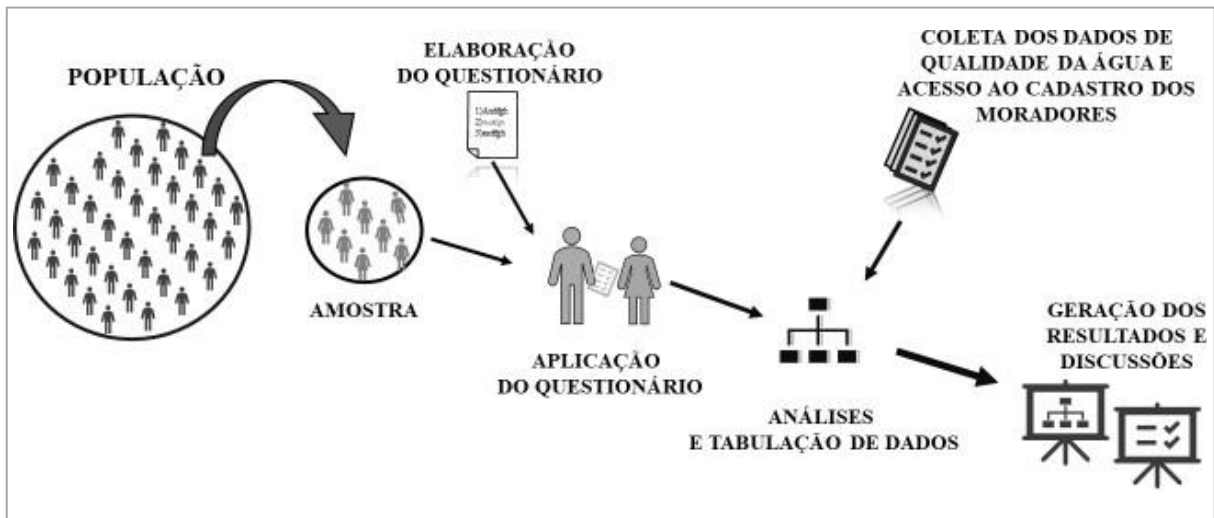 POPULAÇÃO
ELABORAÇÃO
DO QUESTIONÁRIO
COLETA DOS DADOS DE
QUALIDADE DA ÁGUA E
ACESSO AO CADASTRO DOS
MORADORES
AMOSTRA
APLICAÇÃO
DO QUESTIONÁRIO
ANÁLISES
E TABULAÇÃO DE DADOS
GERAÇÃO DOS
RESULTADOS E
DISCUSSÕES